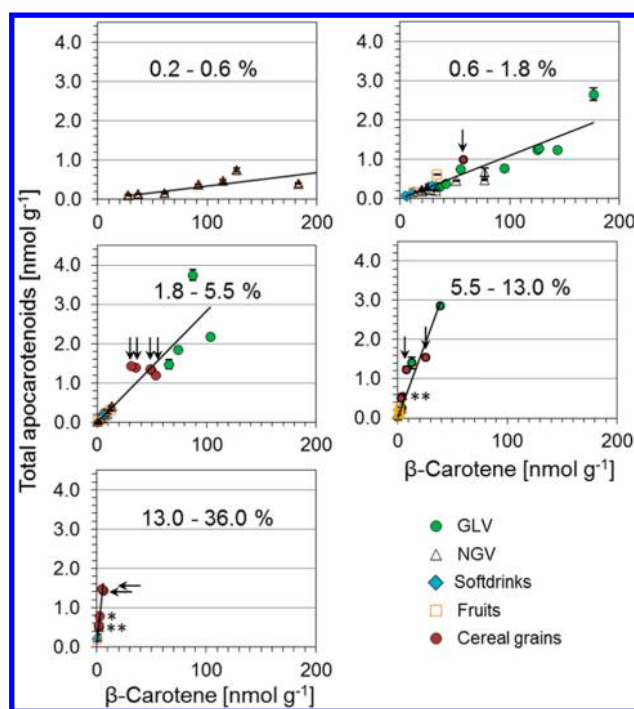 4.0
0.2 - 0.6 %
3.0
2.0
1.0
0.0
0 100 200
4.0
0.6 - 1.8 %
3.0
2.0
1.0
0.0
0 100 200
4.0
1.8 - 5.5 %
3.0
2.0
1.0
0.0
0 100 200
4.0
5.5 - 13.0 %
3.0
2.0
1.0
**
0.0
0 100 200
β-Carotene [nmol g⁻¹]
4.0
13.0 - 36.0 %
3.0
2.0
1.0
*
**
0.0
0 100 200
β-Carotene [nmol g⁻¹]
Total apocarotenoids [nmol g⁻¹]
GLV
NGV
Softdrinks
Fruits
Cereal grains